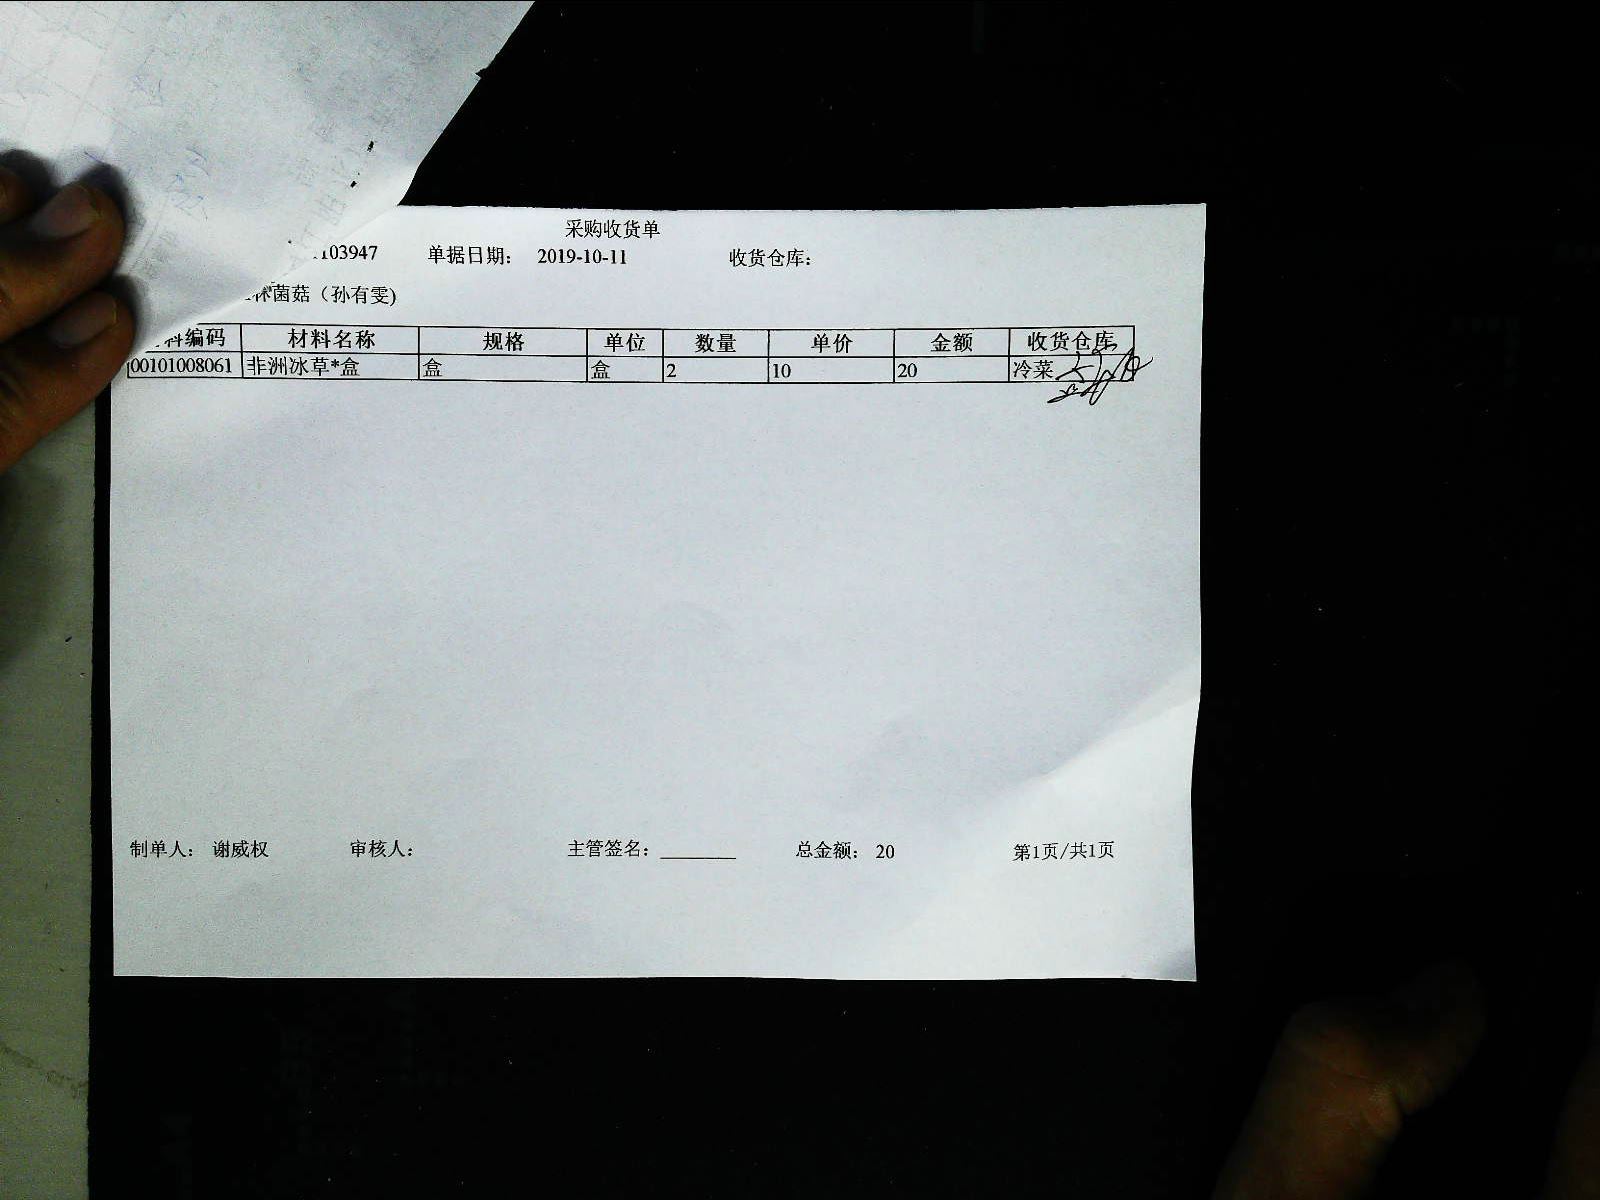 采购收货单
103947 单据日期： 2019-10-11 收货仓库：
菌菇（孙有雯)
编码 材料名称 规格 单位 数量 单价 金额 收货仓库
00101008061 非洲冰草*盒 盒 盒 2 10 20 冷菜
制单人： 谢威权 审核人： 主管签名： 总金额： 20 第1页/共1页